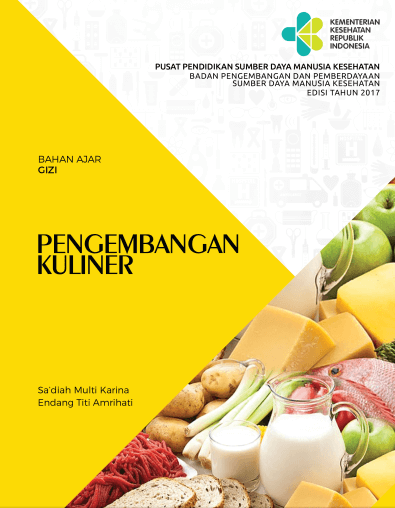 KEMENTERIAN
KESEHATAN
REPUBLIK
INDONESIA
PUSAT PENDIDIKAN SUMBER DAYA MANUSIA KESEHATAN
BADAN PENGEMBANGAN DAN PEMBERDAYAAN
SUMBER DAYA MANUSIA KESEHATAN
EDISI TAHUN 2017
BAHAN AJAR
GIZI
PENGEMBANGAN
KULINER
Sa'diah Multi Karina
Endang Titi Amrihati